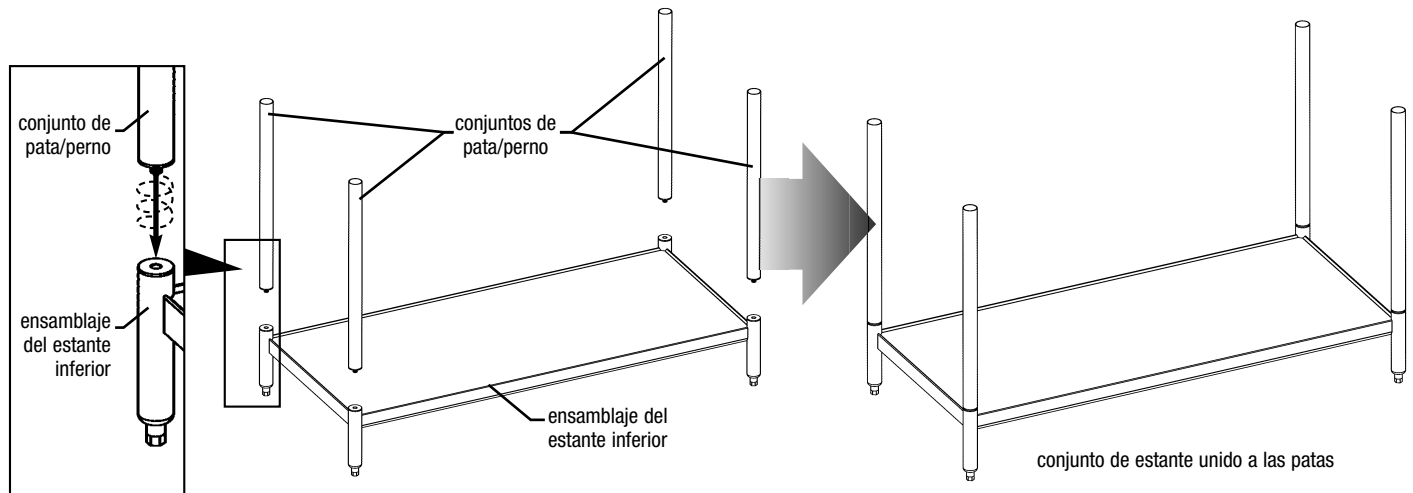 conjunto de
pata/perno
ensamblaje
del estante
inferior
conjuntos de
pata/perno
ensamblaje del
estante inferior
conjunto de estante unido a las patas